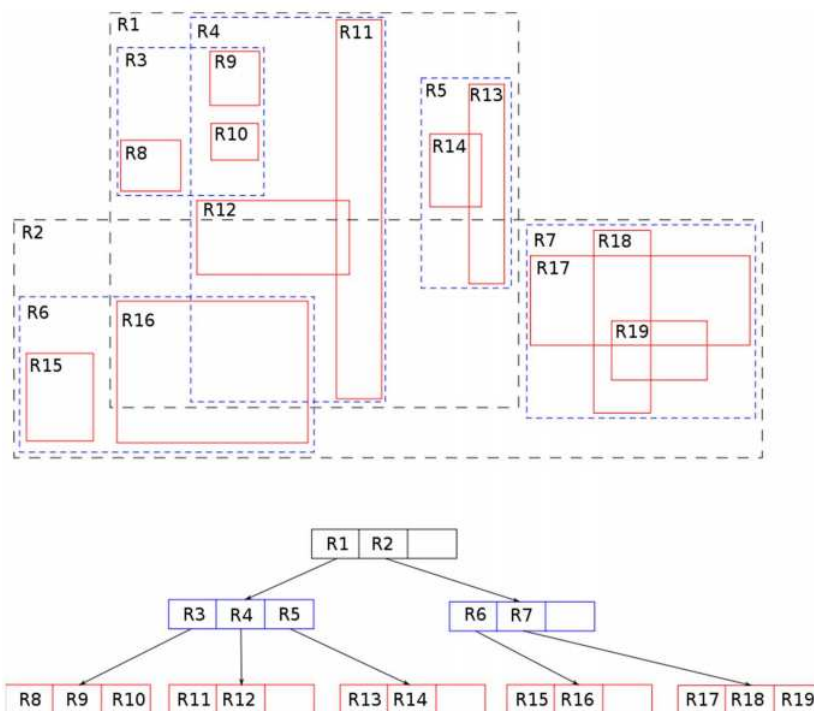 R1 R4 R11
R3 R9 R5 R13
R10 R14
R8
R12
R2 R7 R18
R17
R6
R16 R19
R15
R1 R2
R3 R4 R5 R6 R7
R8 R9 R10 R11 R12 R13 R14 R15 R16 R17 R18 R19